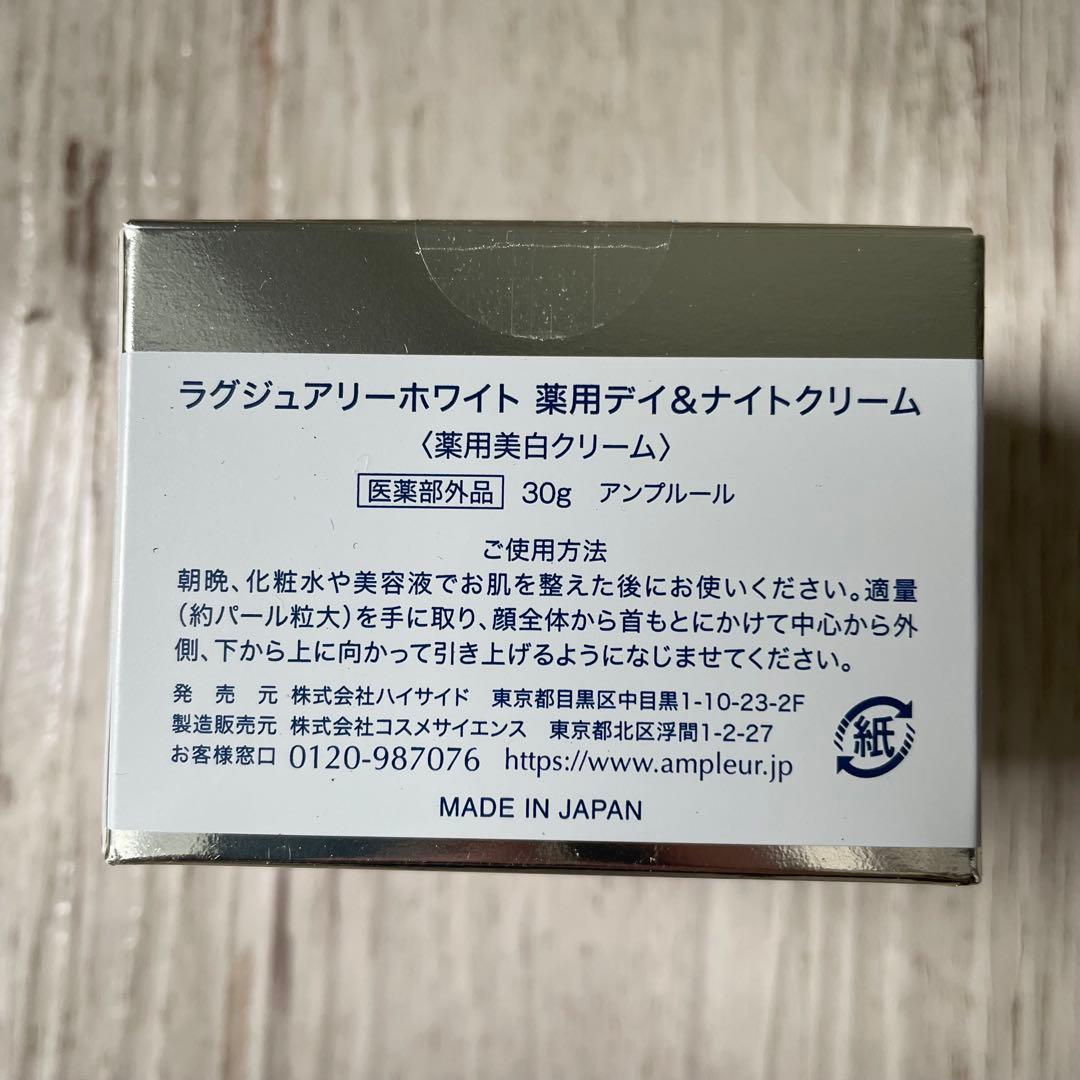 ラグジュアリーホワイト 薬用デイ&ナイトクリーム
〈薬用美白クリーム〉
医薬部外品 30g アンプルール
ご使用方法
朝晩、化粧水や美容液でお肌を整えた後にお使いください。適量
(約パール粒大)を手に取り、顔全体から首もとにかけて中心から外
側、下から上に向かって引き上げるようになじませてください。
発売元 株式会社ハイサイド 東京都目黒区中目黒1-10-23-2F
製造販売元 株式会社コスメサイエンス 東京都北区浮間1-2-27
お客様窓口 0120-987076 https://www.ampleur.jp
紙
MADE IN JAPAN